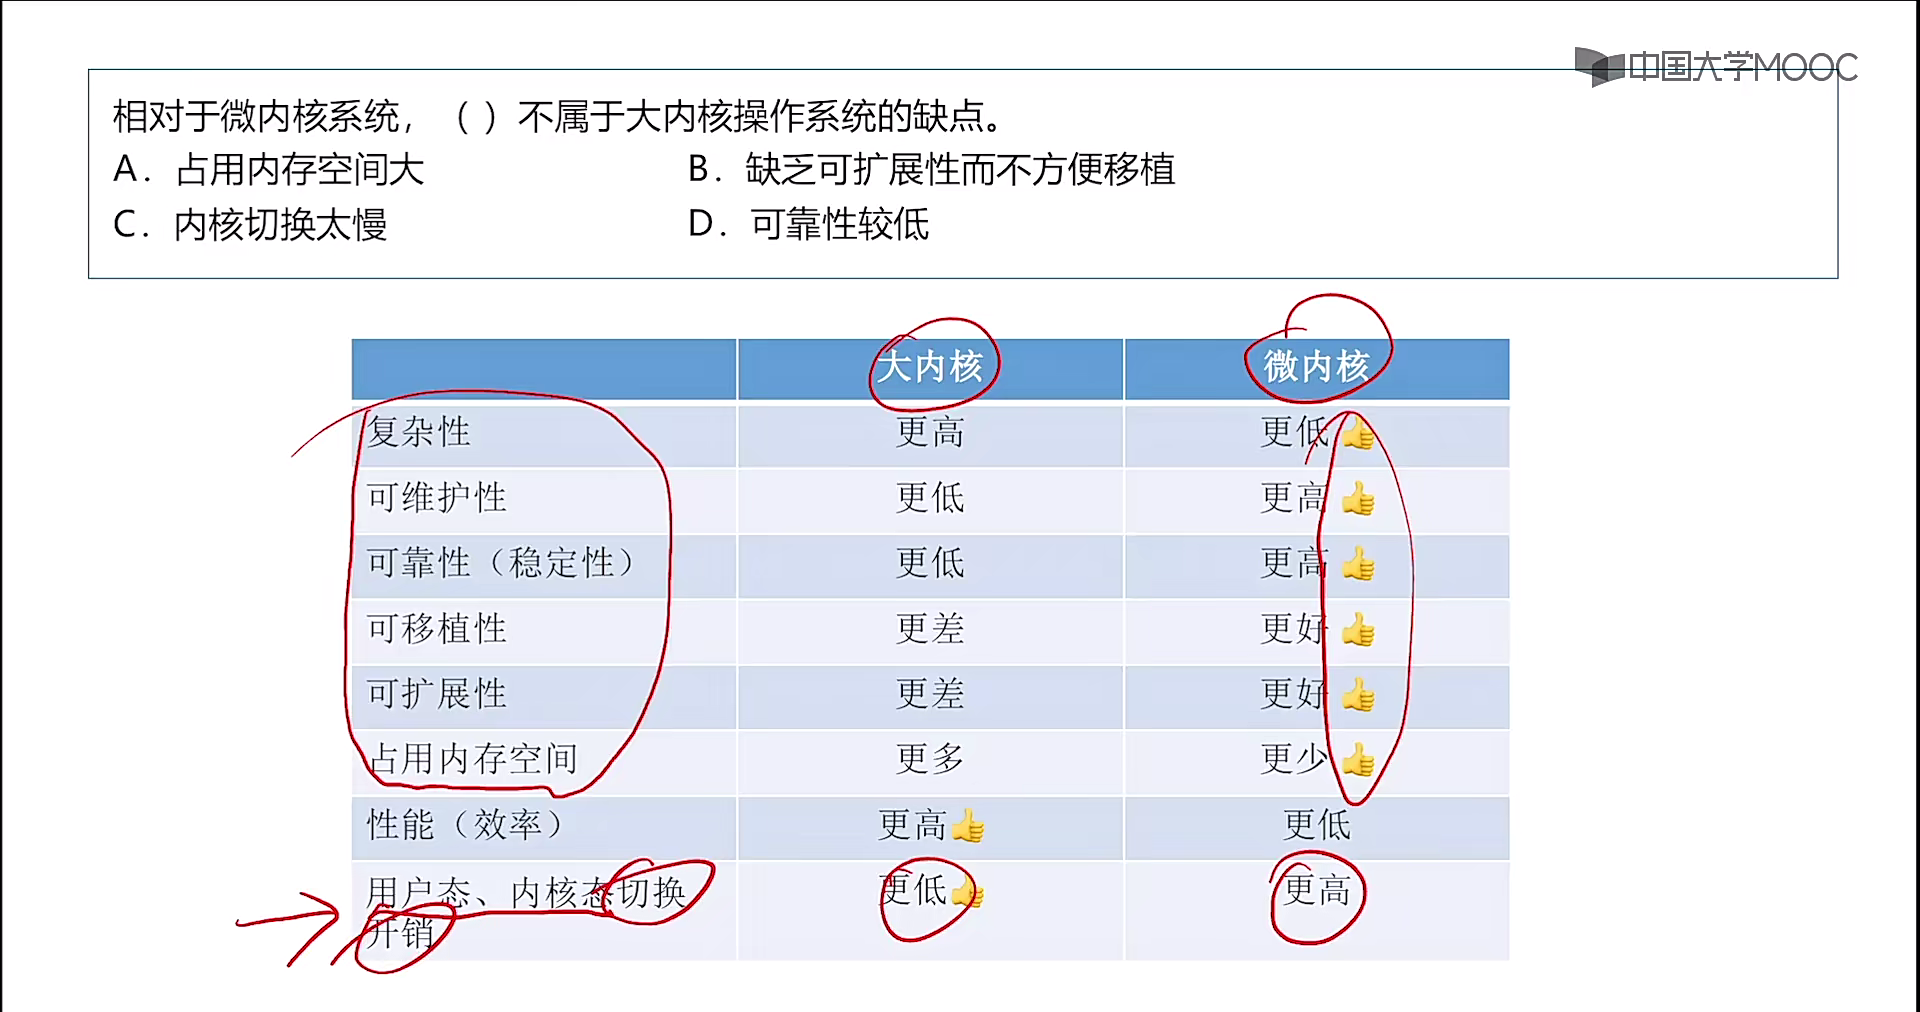 中国大学MOOC
相对于微内核系统，（ ）不属于大内核操作系统的缺点。
A. 占用内存空间大 B. 缺乏可扩展性而不方便移植
C. 内核切换太慢 D. 可靠性较低
大内核 微内核
复杂性 更高 更低👍
可维护性 更低 更高👍
可靠性（稳定性） 更低 更高👍
可移植性 更差 更好👍
可扩展性 更差 更好👍
占用内存空间 更多 更少👍
性能（效率） 更高👍 更低
用户态、内核态切换 更低👍 更高
开销